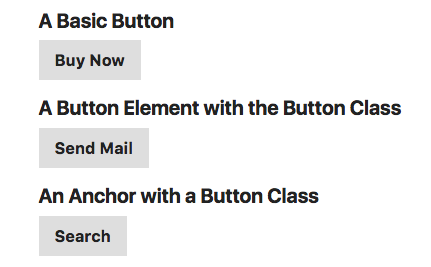 A Basic Button
Buy Now
A Button Element with the Button Class
Send Mail
An Anchor with a Button Class
Search